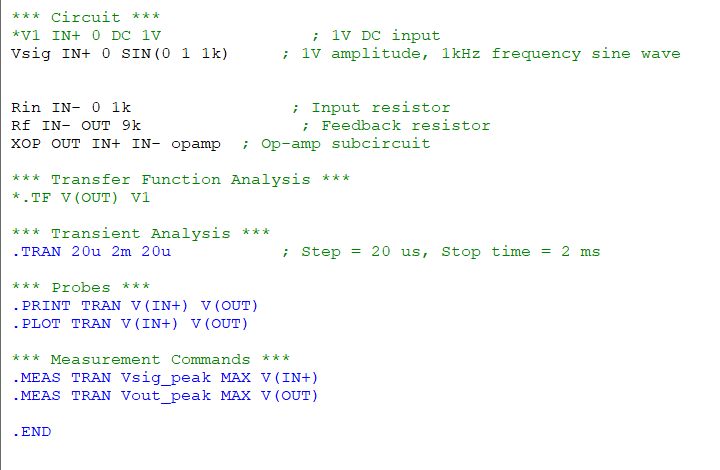 *** Circuit ***
*V1 IN+ 0 DC 1V ; 1V DC input
Vsig IN+ 0 SIN(0 1 1k) ; 1V amplitude, 1kHz frequency sine wave
Rin IN- 0 1k ; Input resistor
Rf IN- OUT 9k ; Feedback resistor
XOP OUT IN+ IN- opamp ; Op-amp subcircuit
*** Transfer Function Analysis ***
*.TF V(OUT) V1
*** Transient Analysis ***
.TRAN 20u 2m 20u ; Step = 20 us, Stop time = 2 ms
*** Probes ***
.PRINT TRAN V(IN+) V(OUT)
.PLOT TRAN V(IN+) V(OUT)
*** Measurement Commands ***
.MEAS TRAN Vsig_peak MAX V(IN+)
.MEAS TRAN Vout_peak MAX V(OUT)
.END